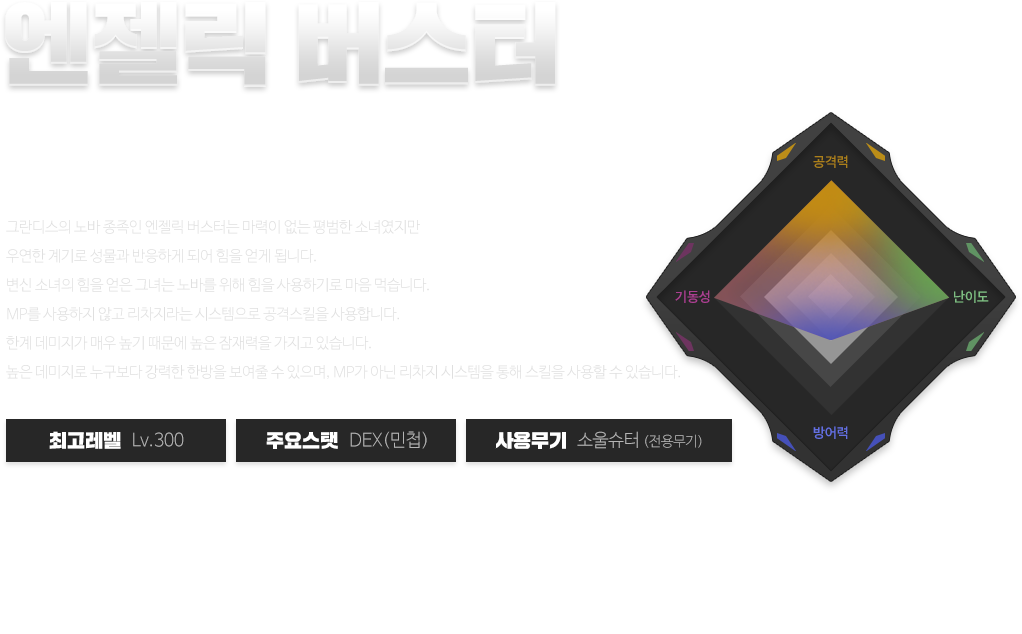 엔젤릭 버스터
그란디스의 노바 종족인 엔젤릭 버스터는 마력이 없는 평범한 소녀였지만
우연한 계기로 성물과 반응하게 되어 힘을 얻게 됩니다.
변신 소녀의 힘을 얻은 그녀는 노바를 위해 힘을 사용하기로 마음 먹습니다.
MP를 사용하지 않고 리차지라는 시스템으로 공격스킬을 사용합니다.
한계 데미지가 매우 높기 때문에 높은 잠재력을 가지고 있습니다.
높은 데미지로 누구보다 강력한 한방을 보여줄 수 있으며, MP가 아닌 리차지 시스템을 통해 스킬을 사용할 수 있습니다.
최고레벨 Lv.300
주요스탯 DEX(민첩)
사용무기 소울슈터 (전용무기)
공격력
기동성
난이도
방어력